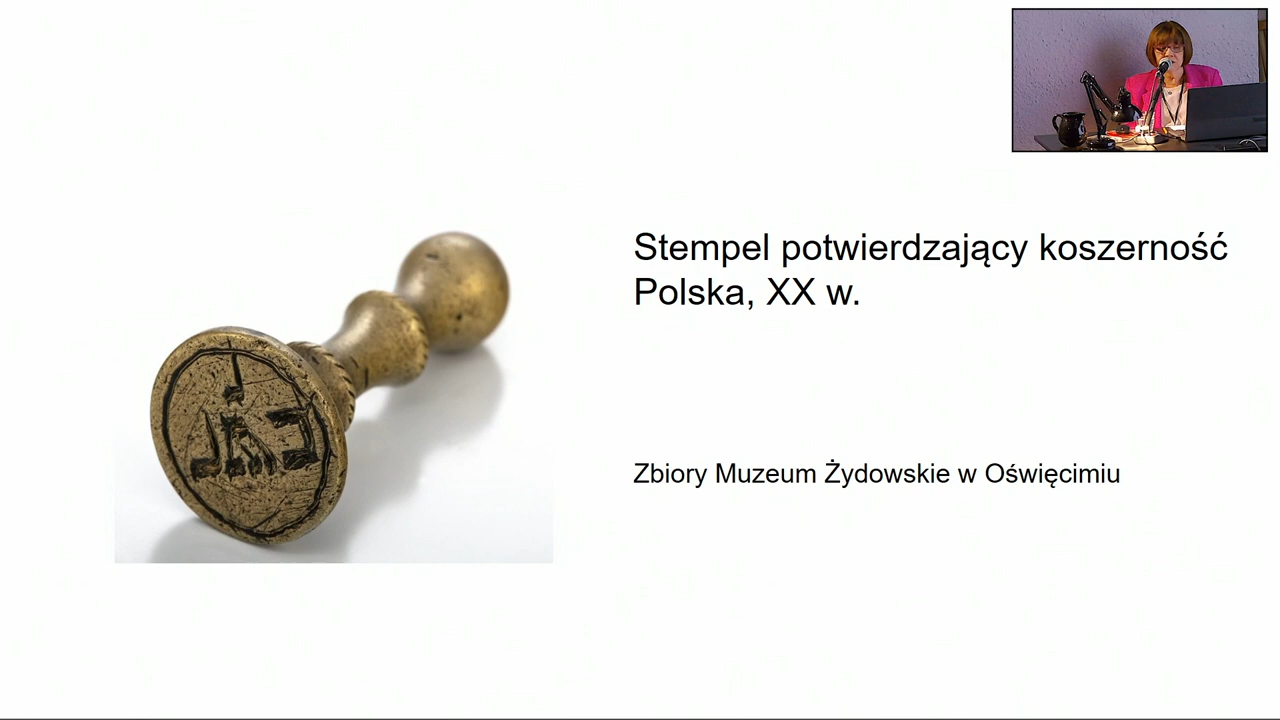 Stempel potwierdzający koszerność
Polska, XX w.
Zbiory Muzeum Żydowskie w Oświęcimiu